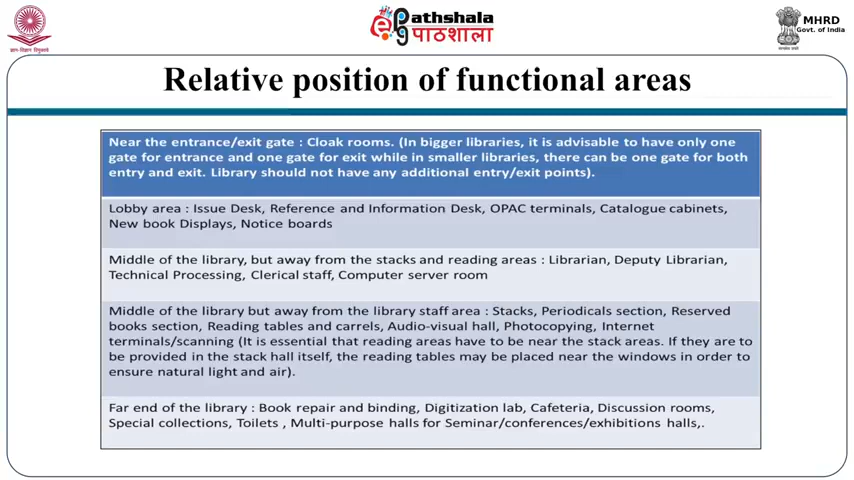 ePathshala
पाठशाला
MHRD
Govt. of India
Relative position of functional areas
Near the entrance/exit gate : Cloak rooms. (In bigger libraries, it is advisable to have only one
gate for entrance and one gate for exit while in smaller libraries, there can be one gate for both
entry and exit. Library should not have any additional entry/exit points).
Lobby area : Issue Desk, Reference and Information Desk, OPAC terminals, Catalogue cabinets,
New book Displays, Notice boards
Middle of the library, but away from the stacks and reading areas : Librarian, Deputy Librarian,
Technical Processing, Clerical staff, Computer server room
Middle of the library but away from the library staff area : Stacks, Periodicals section, Reserved
books section, Reading tables and carrels, Audio-visual hall, Photocopying, Internet
terminals/scanning (It is essential that reading areas have to be near the stack areas. If they are to
be provided in the stack hall itself, the reading tables may be placed near the windows in order to
ensure natural light and air).
Far end of the library : Book repair and binding, Digitization lab, Cafeteria, Discussion rooms,
Special collections, Toilets , Multi-purpose halls for Seminar/conferences/exhibitions halls,.